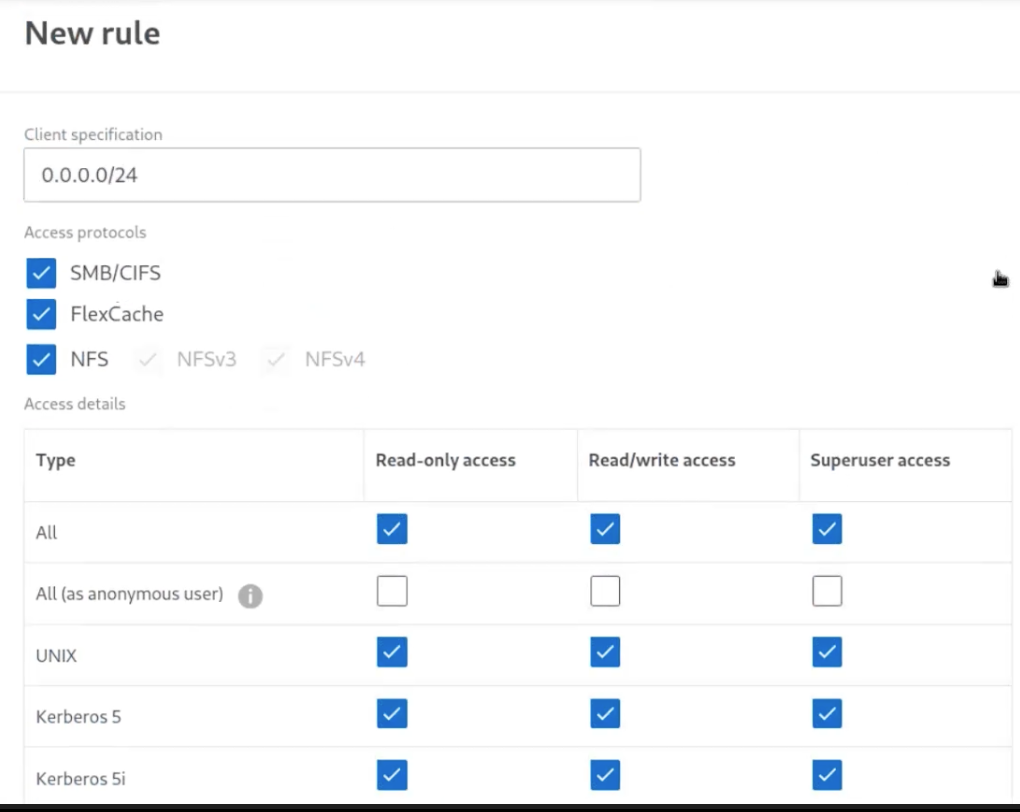 New rule
Client specification
0.0.0.0/24
Access protocols
SMB/CIFS
FlexCache
NFS NFSv3 NFSv4
Access details
Type Read-only access Read/write access Superuser access
All
All (as anonymous user) i
UNIX
Kerberos 5
Kerberos 5i